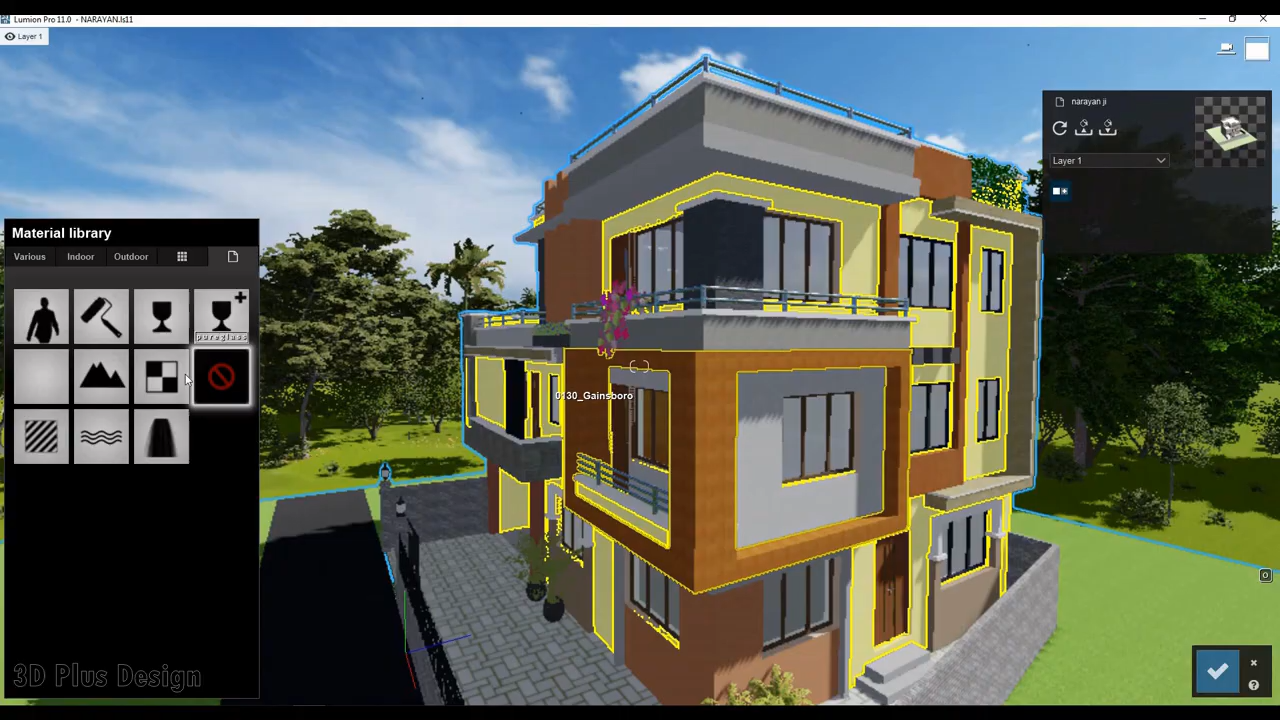 Lumion Pro 11.0 - NARAYAN.ls11
Layer 1
narayan ji
Layer 1
Material library
Various Indoor Outdoor
pureglass
0130_Gainsboro
3D Plus Design